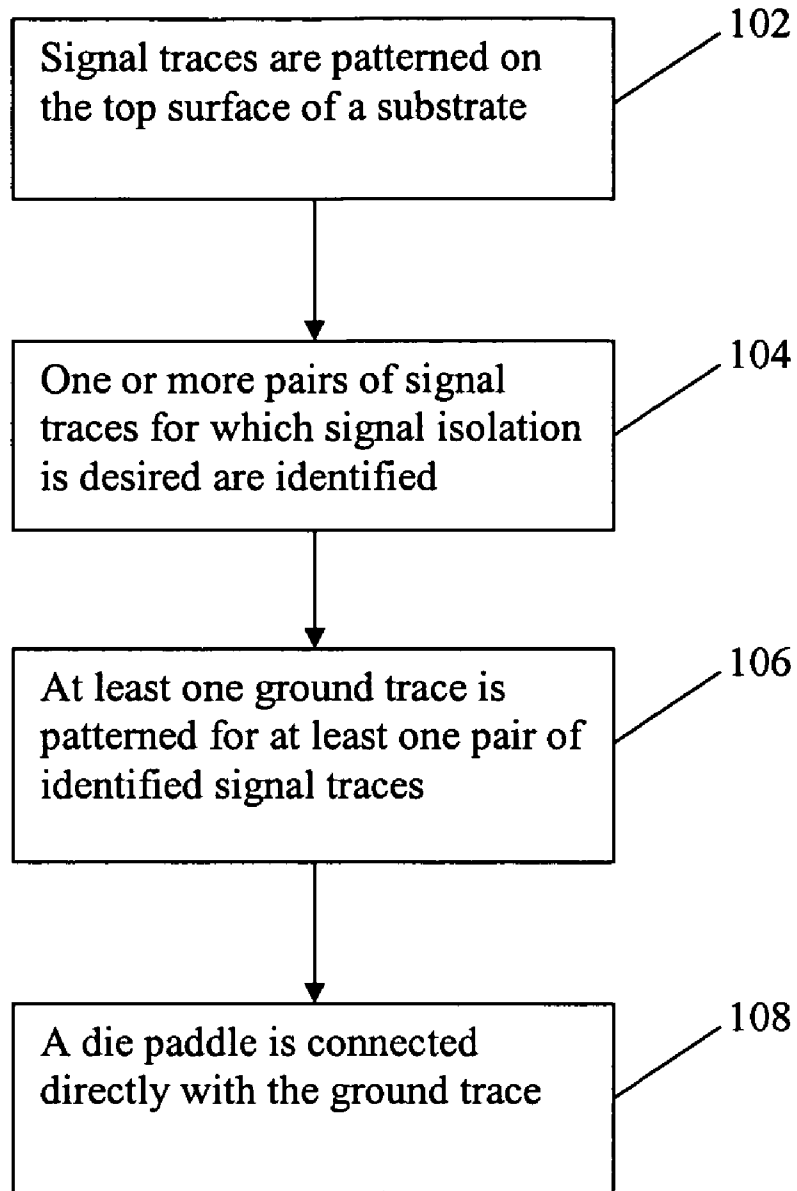 102
Signal traces are patterned on
the top surface of a substrate
104
One or more pairs of signal
traces for which signal isolation
is desired are identified
106
At least one ground trace is
patterned for at least one pair of
identified signal traces
108
A die paddle is connected
directly with the ground trace